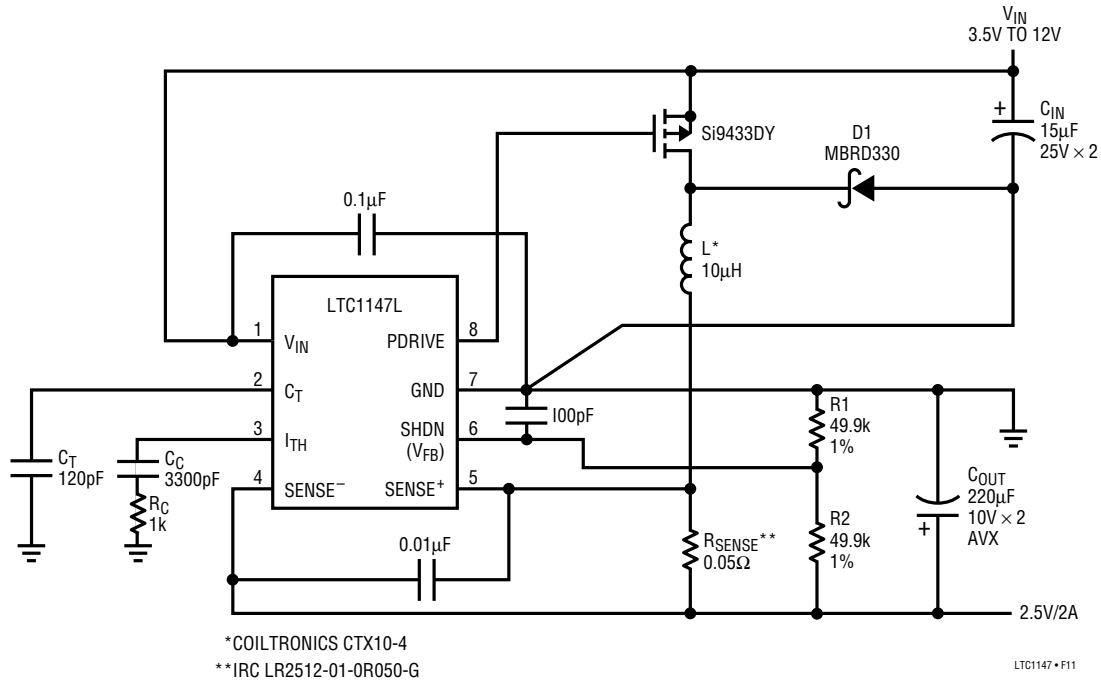 V_IN
3.5V TO 12V
+
C_IN
15µF
25V × 2
Si9433DY
D1
MBRD330
0.1µF
L*
10µH
LTC1147L
1
V_IN
PDRIVE
8
2
C_T
GND
7
3
I_TH
SHDN
(V_FB)
6
4
SENSE⁻
SENSE⁺
5
I00pF
R1
49.9k
1%
C_T
120pF
C_C
3300pF
R_C
1k
0.01µF
R_SENSE**
0.05Ω
R2
49.9k
1%
C_OUT
220µF
10V × 2
AVX
+
2.5V/2A
*COILTRONICS CTX10-4
**IRC LR2512-01-0R050-G
LTC1147 • F11